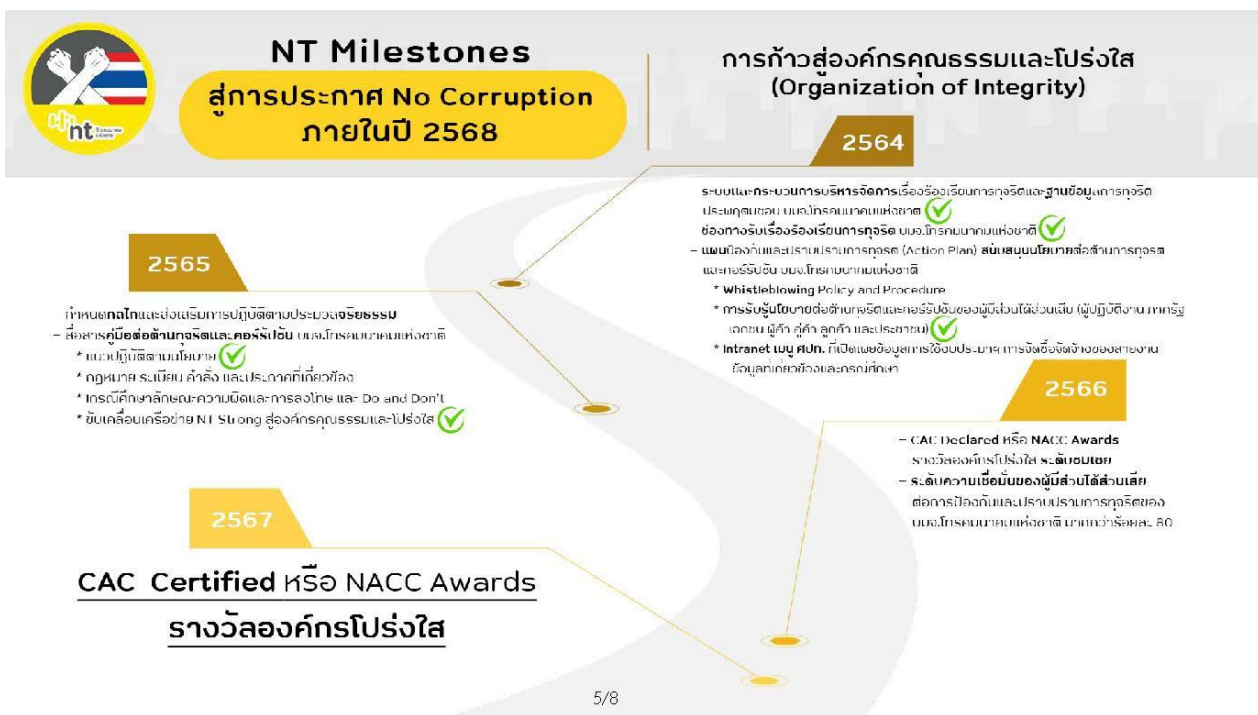 NT Milestones
สู่การประกาศ No Corruption
ภายในปี 2568
nt
การก้าวสู่องค์กรคุณธรรมและโปร่งใส
(Organization of Integrity)
2564
ระบบและกระบวนการบริหารจัดการเรื่องร้องเรียนการทุจริตและฐานข้อมูลการทุจริต
ประพฤติมิชอบ บมจ.โทรคมนาคมแห่งชาติ
ช่องทางรับเรื่องร้องเรียนการทุจริต บมจ.โทรคมนาคมแห่งชาติ
– แผนป้องกันและปราบปรามการทุจริต (Action Plan) สนับสนุนนโยบายต่อต้านการทุจริต
และคอร์รัปชัน บมจ.โทรคมนาคมแห่งชาติ
* Whistleblowing Policy and Procedure
* การรับรู้นโยบายต่อต้านทุจริตและคอร์รัปชันของผู้มีส่วนได้ส่วนเสีย (ผู้ปฏิบัติงาน ภาครัฐ
เอกชน ผู้ค้า คู่ค้า ลูกค้า และประชาชน)
* Intranet เมนู ศปท. ที่เปิดเผยข้อมูลการใช้งบประมาฯ การจัดซื้อจัดจ้างของสายงาน
ข้อมูลที่เกี่ยวข้องและกรณีศึกษา
2565
กำหนดกลไกและส่งเสริมการปฏิบัติตามประมวลจริยธรรม
– สื่อสารคู่มือต่อต้านทุจริตและคอร์รัปชัน บมจ.โทรคมนาคมแห่งชาติ
* แนวปฏิบัติตามนโยบาย
* กฎหมาย ระเบียบ คำสั่ง และประกาศที่เกี่ยวข้อง
* กรณีศึกษาลักษณะความผิดและการลงโทษ และ Do and Don't
* ขับเคลื่อนเครือข่าย NT Strong สู่องค์กรคุณธรรมและโปร่งใส
2566
– CAC Declared หรือ NACC Awards
รางวัลองค์กรโปร่งใส ระดับชมเชย
– ระดับความเชื่อมั่นของผู้มีส่วนได้ส่วนเสีย
ต่อการป้องกันและปราบปรามการทุจริตของ
บมจ.โทรคมนาคมแห่งชาติ มากกว่าร้อยละ 80
2567
CAC Certified หรือ NACC Awards
รางวัลองค์กรโปร่งใส
5/8